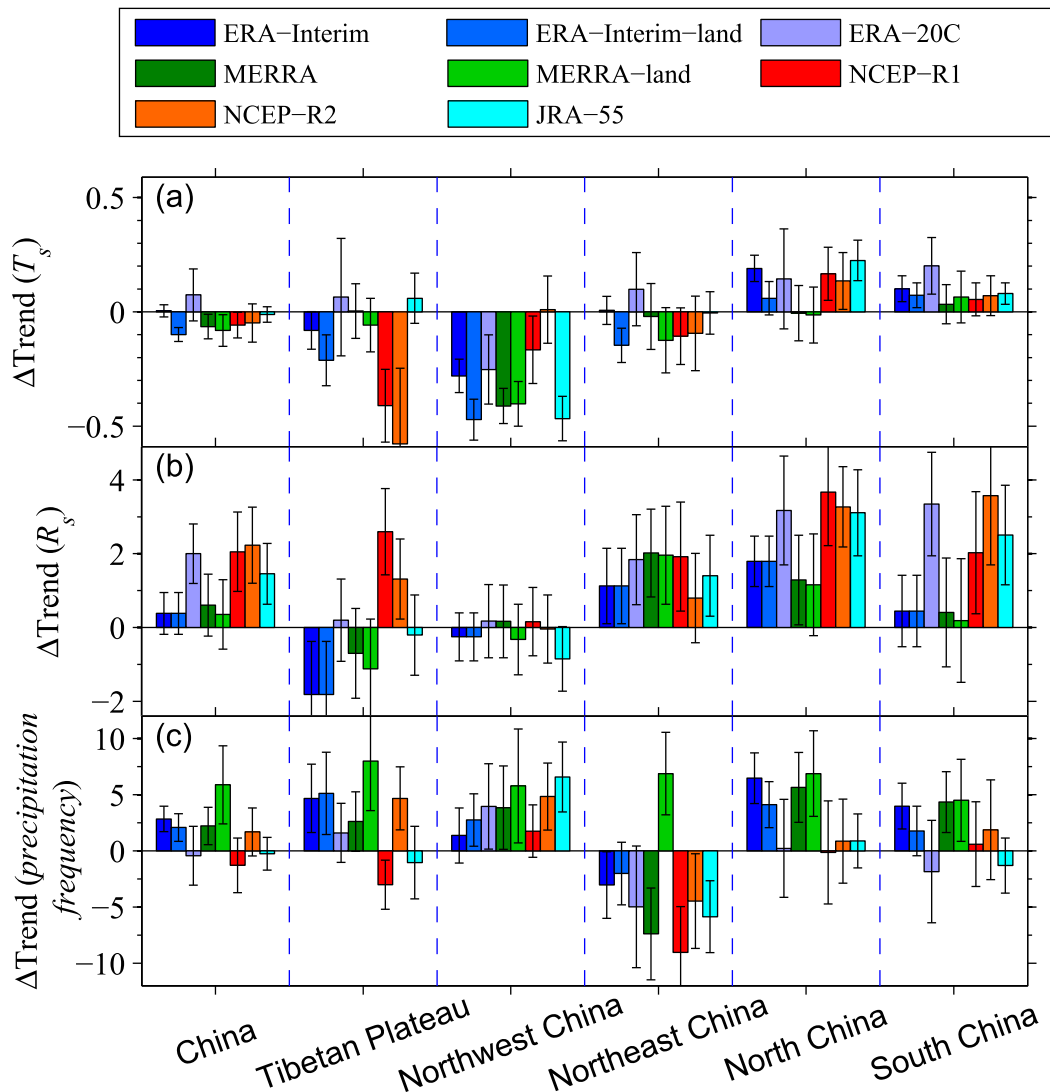 ERA−Interim ERA−Interim−land ERA−20C
MERRA MERRA−land NCEP−R1
NCEP−R2 JRA−55
(a)
0.5
0
−0.5
ΔTrend (Ts)
(b)
4
2
0
−2
ΔTrend (Rs)
(c)
10
5
0
−5
−10
ΔTrend (precipitation
frequency)
China Tibetan Plateau Northwest China Northeast China North China South China